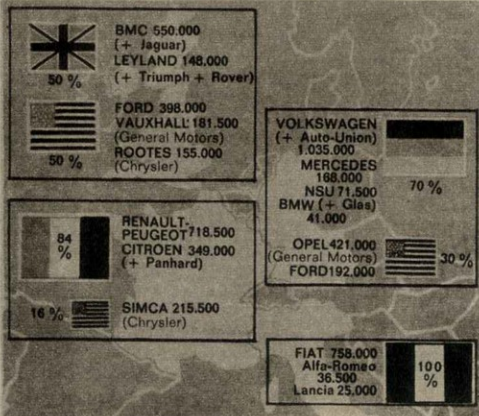 BMC 550.000
(+ Jaguar)
LEYLAND 148.000
(+ Triumph + Rover)
50 %
FORD 398.000
VAUXHALL 181.500
(General Motors)
ROOTES 155.000
(Chrysler)
50 %
VOLKSWAGEN
(+ Auto-Union)
1.035.000
MERCEDES
168.000
NSU 71.500
BMW (+ Glas)
41.000
70 %
OPEL 421.000
(General Motors)
FORD 192.000
30 %
RENAULT-
PEUGEOT 718.500
CITROEN 349.000
(+ Panhard)
84
%
16 %
SIMCA 215.500
(Chrysler)
FIAT 758.000
Alfa-Romeo
36.500
Lancia 25,000
100
%